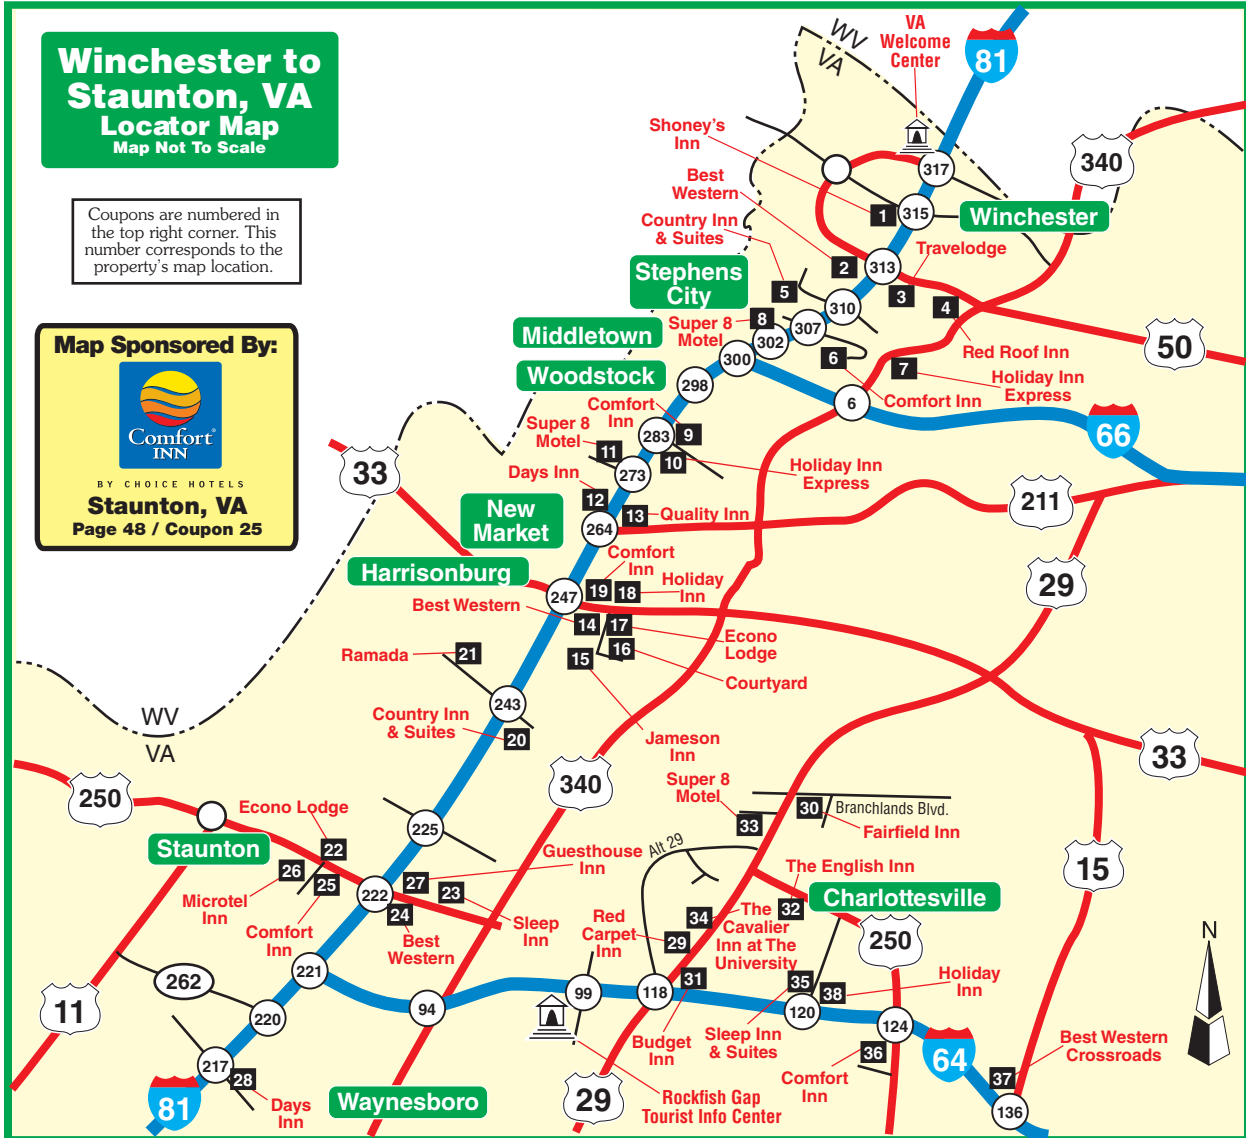 Winchester to
Staunton, VA
Locator Map
Map Not To Scale
Coupons are numbered in
the top right corner. This
number corresponds to the
property's map location.
Map Sponsored By:
Comfort
INN
BY CHOICE HOTELS
Staunton, VA
Page 48 / Coupon 25
WV
VA
VA
Welcome
Center
81
340
Shoney's
Inn
317
Best
Western
1
315
Winchester
Country Inn
& Suites
Travelodge
2
313
Stephens
City
5
3
4
310
50
Middletown
Super 8
Motel
8
307
302
Red Roof Inn
300
6
7
Holiday Inn
Express
Woodstock
298
Comfort Inn
6
66
Comfort
Inn
283
9
Super 8
Motel
11
10
Holiday Inn
Express
33
Days Inn
273
12
211
New
Market
13
Quality Inn
264
Harrisonburg
Comfort
Inn
29
247
19
18
Holiday
Inn
Best Western
14
17
Econo
Lodge
16
15
Courtyard
Ramada
21
243
WV
VA
Country Inn
& Suites
20
Jameson
Inn
33
250
340
Super 8
Motel
Econo Lodge
30
Branchlands Blvd.
Fairfield Inn
33
225
Staunton
22
Guesthouse
Inn
Alt 29
The English Inn
15
26
25
27
23
Microtel
Inn
222
Charlottesville
24
Sleep
Inn
Red
Carpet
Inn
34
The
Cavalier
Inn at The
University
32
Comfort
Inn
Best
Western
29
250
221
262
99
118
31
35
38
Holiday
Inn
11
94
220
120
124
Budget
Inn
Sleep Inn
& Suites
Best Western
Crossroads
N
217
28
36
64
37
Comfort
Inn
81
Days
Inn
Waynesboro
29
Rockfish Gap
Tourist Info Center
136